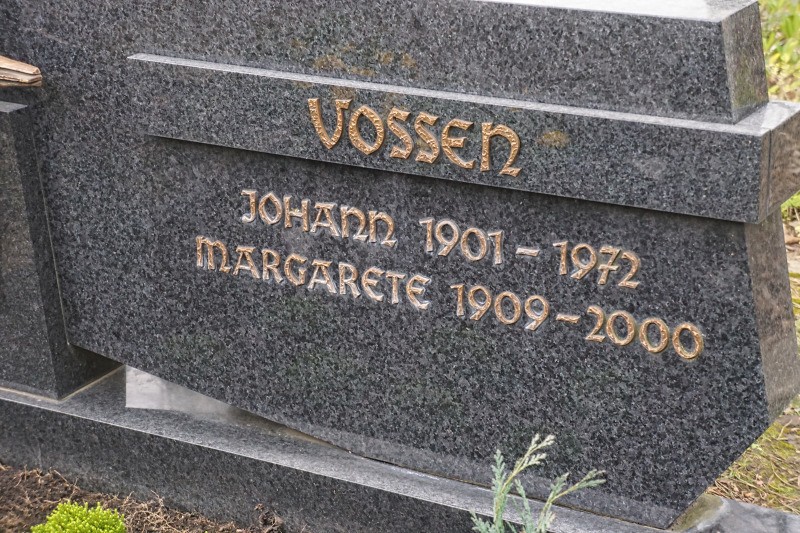 VOSSEN
JOHANN 1901 - 1972
MARGARETE 1909 - 2000